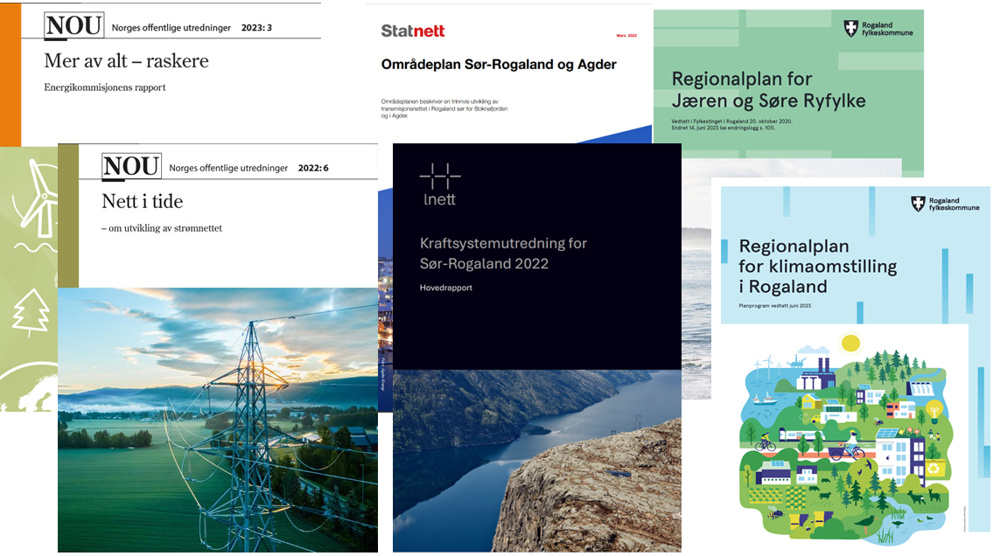 NOU Norges offentlige utredninger 2023: 3
Mer av alt – raskere
Energikommisjonens rapport
Statnett
Mars 2023
Områdeplan Sør-Rogaland og Agder
Områdeplanen beskriver en trinnvis utvikling av
transmisjonsnettet i Rogaland sør for Boknafjorden
og i Agder.
Rogaland
fylkeskommune
Regionalplan for
Jæren og Søre Ryfylke
Vedtatt i Fylkestinget i Rogaland 20. oktober 2020.
Endret 14. juni 2023 (se endringslogg s. 101).
NOU Norges offentlige utredninger 2022: 6
Nett i tide
– om utvikling av strømnettet
lnett
Kraftsystemutredning for
Sør-Rogaland 2022
Hovedrapport
Rogaland
fylkeskommune
Regionalplan
for klimaomstilling
i Rogaland
Planprogram vedtatt juni 2023